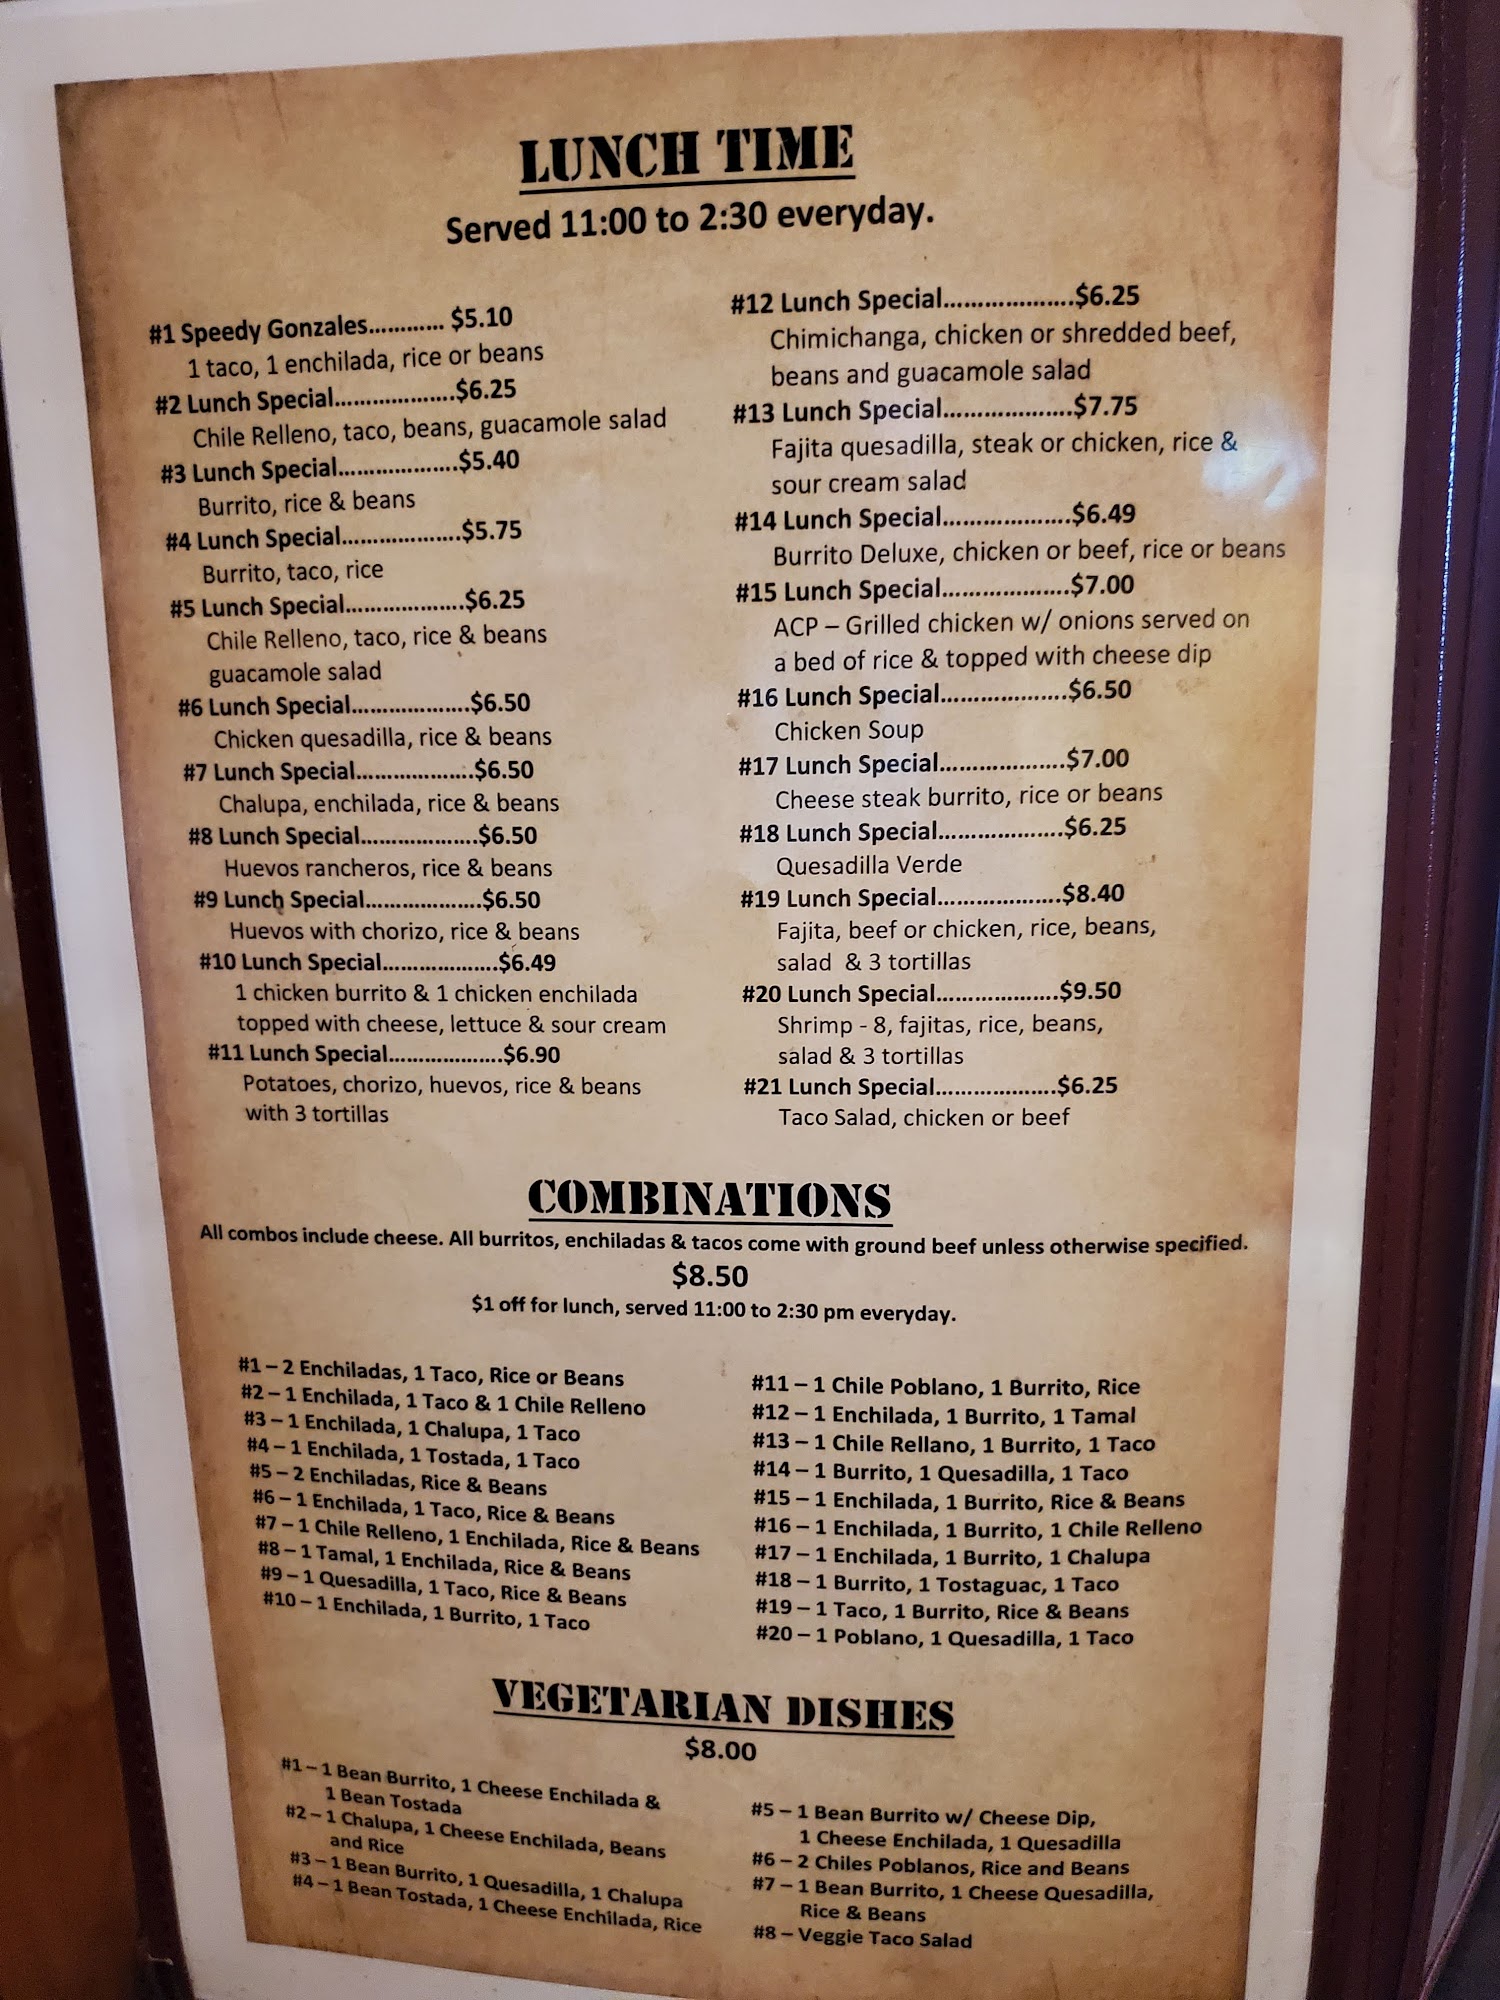 LUNCH TIME
Served 11:00 to 2:30 everyday.
#1 Speedy Gonzales............ $5.10
1 taco, 1 enchilada, rice or beans
#2 Lunch Special....................$6.25
Chile Relleno, taco, beans, guacamole salad
#3 Lunch Special....................$5.40
Burrito, rice & beans
#4 Lunch Special....................$5.75
Burrito, taco, rice
#5 Lunch Special....................$6.25
Chile Relleno, taco, rice & beans
guacamole salad
#6 Lunch Special....................$6.50
Chicken quesadilla, rice & beans
#7 Lunch Special....................$6.50
Chalupa, enchilada, rice & beans
#8 Lunch Special....................$6.50
Huevos rancheros, rice & beans
#9 Lunch Special....................$6.50
Huevos with chorizo, rice & beans
#10 Lunch Special....................$6.49
1 chicken burrito & 1 chicken enchilada
topped with cheese, lettuce & sour cream
#11 Lunch Special....................$6.90
Potatoes, chorizo, huevos, rice & beans
with 3 tortillas
#12 Lunch Special....................$6.25
Chimichanga, chicken or shredded beef,
beans and guacamole salad
#13 Lunch Special....................$7.75
Fajita quesadilla, steak or chicken, rice &
sour cream salad
#14 Lunch Special....................$6.49
Burrito Deluxe, chicken or beef, rice or beans
#15 Lunch Special....................$7.00
ACP – Grilled chicken w/ onions served on
a bed of rice & topped with cheese dip
#16 Lunch Special....................$6.50
Chicken Soup
#17 Lunch Special....................$7.00
Cheese steak burrito, rice or beans
#18 Lunch Special....................$6.25
Quesadilla Verde
#19 Lunch Special....................$8.40
Fajita, beef or chicken, rice, beans,
salad & 3 tortillas
#20 Lunch Special....................$9.50
Shrimp - 8, fajitas, rice, beans,
salad & 3 tortillas
#21 Lunch Special....................$6.25
Taco Salad, chicken or beef
COMBINATIONS
All combos include cheese. All burritos, enchiladas & tacos come with ground beef unless otherwise specified.
$8.50
$1 off for lunch, served 11:00 to 2:30 pm everyday.
#1 – 2 Enchiladas, 1 Taco, Rice or Beans
#2 – 1 Enchilada, 1 Taco & 1 Chile Relleno
#3 – 1 Enchilada, 1 Chalupa, 1 Taco
#4 – 1 Enchilada, 1 Tostada, 1 Taco
#5 – 2 Enchiladas, Rice & Beans
#6 – 1 Enchilada, 1 Taco, Rice & Beans
#7 – 1 Chile Relleno, 1 Enchilada, Rice & Beans
#8 – 1 Tamal, 1 Enchilada, Rice & Beans
#9 – 1 Quesadilla, 1 Taco, Rice & Beans
#10 – 1 Enchilada, 1 Burrito, 1 Taco
#11 – 1 Chile Poblano, 1 Burrito, Rice
#12 – 1 Enchilada, 1 Burrito, 1 Tamal
#13 – 1 Chile Rellano, 1 Burrito, 1 Taco
#14 – 1 Burrito, 1 Quesadilla, 1 Taco
#15 – 1 Enchilada, 1 Burrito, Rice & Beans
#16 – 1 Enchilada, 1 Burrito, 1 Chile Relleno
#17 – 1 Enchilada, 1 Burrito, 1 Chalupa
#18 – 1 Burrito, 1 Tostaguac, 1 Taco
#19 – 1 Taco, 1 Burrito, Rice & Beans
#20 – 1 Poblano, 1 Quesadilla, 1 Taco
VEGETARIAN DISHES
$8.00
#1 – 1 Bean Burrito, 1 Cheese Enchilada &
1 Bean Tostada
#2 – 1 Chalupa, 1 Cheese Enchilada, Beans
and Rice
#3 – 1 Bean Burrito, 1 Quesadilla, 1 Chalupa
#4 – 1 Bean Tostada, 1 Cheese Enchilada, Rice
#5 – 1 Bean Burrito w/ Cheese Dip,
1 Cheese Enchilada, 1 Quesadilla
#6 – 2 Chiles Poblanos, Rice and Beans
#7 – 1 Bean Burrito, 1 Cheese Quesadilla,
Rice & Beans
#8 – Veggie Taco Salad